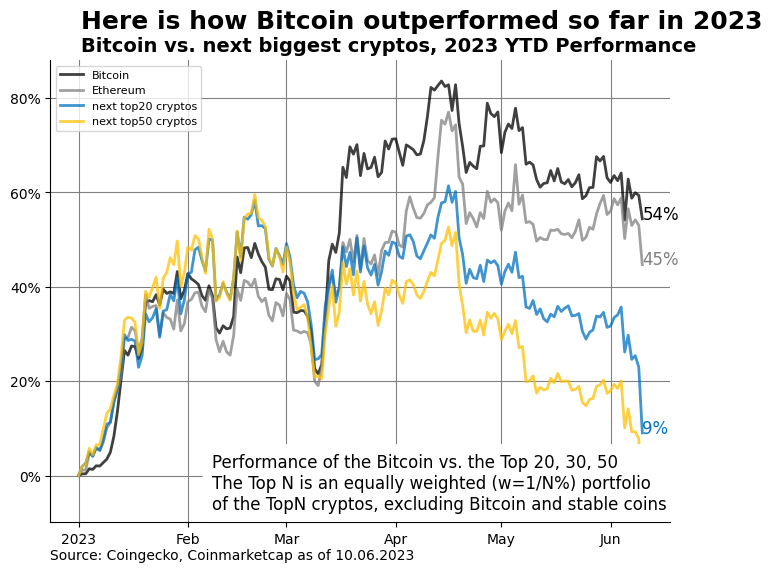 Here is how Bitcoin outperformed so far in 2023
Bitcoin vs. next biggest cryptos, 2023 YTD Performance
Bitcoin
Ethereum
next top20 cryptos
next top50 cryptos
80%
60%
40%
20%
0%
54%
45%
9%
Performance of the Bitcoin vs. the Top 20, 30, 50
The Top N is an equally weighted (w=1/N%) portfolio
of the TopN cryptos, excluding Bitcoin and stable coins
2023 Feb Mar Apr May Jun
Source: Coingecko, Coinmarketcap as of 10.06.2023